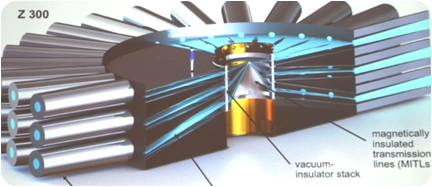 Z 300
magnetically
insulated
transmission
lines (MITLs
vacuum-
insulator stack